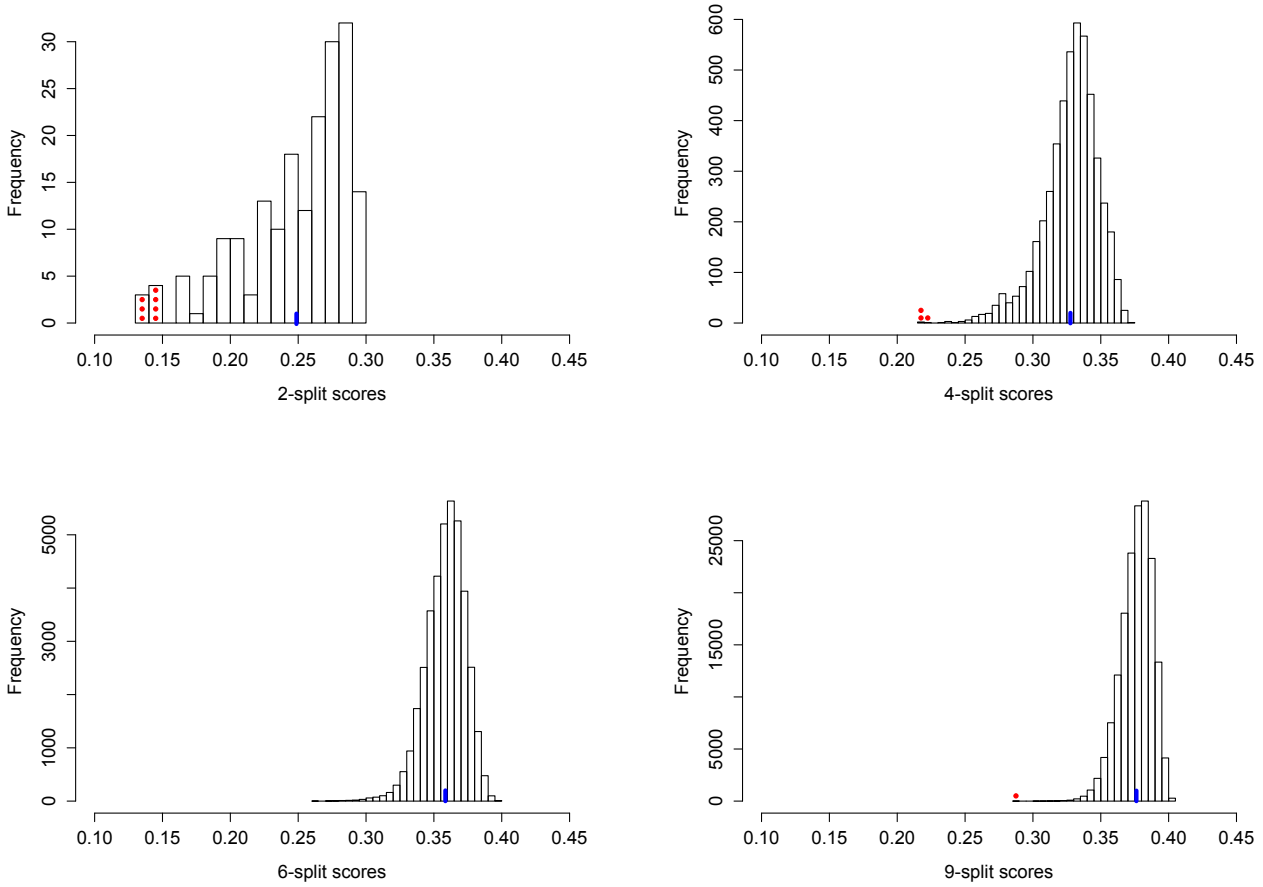 Frequency
0 5 10 15 20 25 30
0.10 0.15 0.20 0.25 0.30 0.35 0.40 0.45
2-split scores
Frequency
0 100 200 300 400 500 600
0.10 0.15 0.20 0.25 0.30 0.35 0.40 0.45
4-split scores
Frequency
0 1000 3000 5000
0.10 0.15 0.20 0.25 0.30 0.35 0.40 0.45
6-split scores
Frequency
0 5000 15000 25000
0.10 0.15 0.20 0.25 0.30 0.35 0.40 0.45
9-split scores